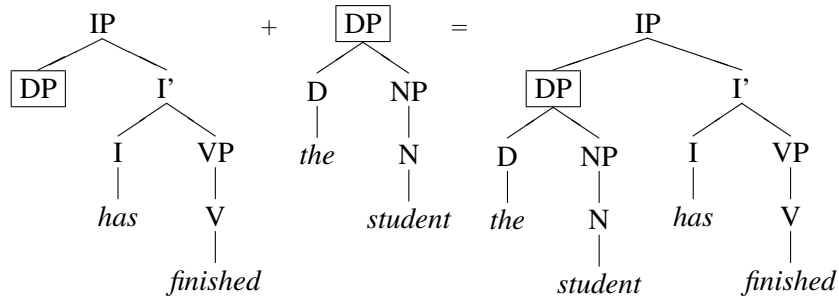 IP + DP = IP
DP I' D NP DP I'
I VP the N D NP I VP
has V student the N has V
finished student finished